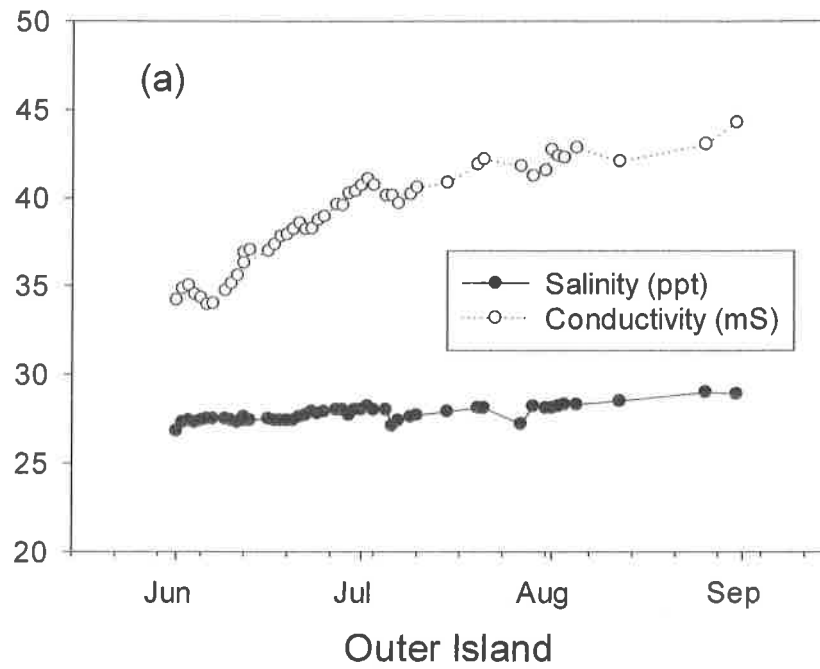 50
(a)
45
40
35
Salinity (ppt)
Conductivity (mS)
30
25
20
Jun Jul Aug Sep
Outer Island